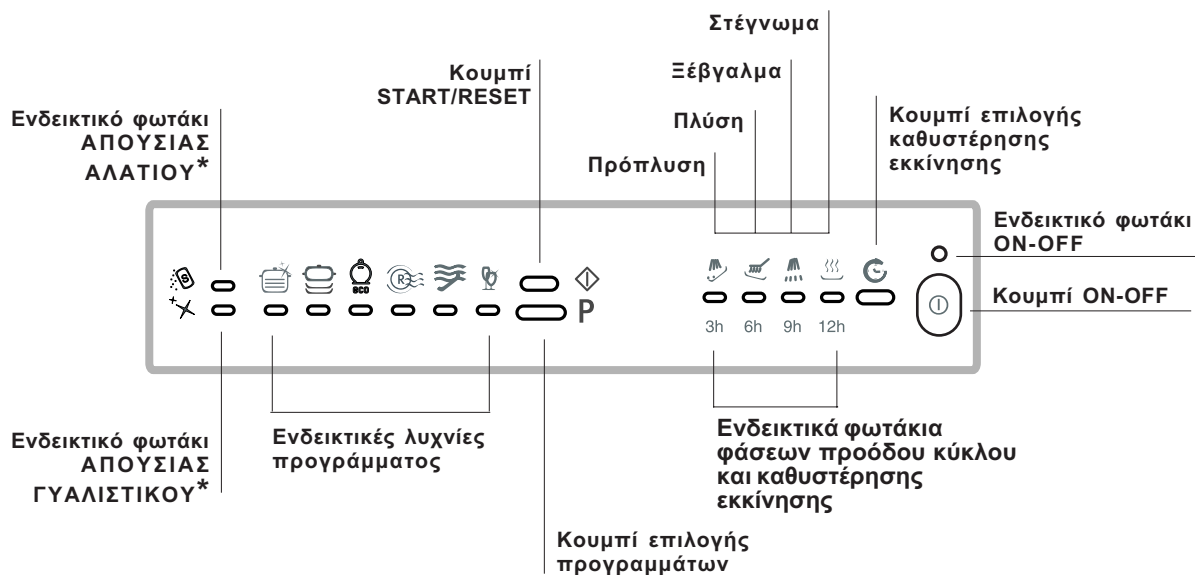 Στέγνωμα
Ξέβγαλμα
Πλύση
Πρόπλυση
Κουμπί
START/RESET
Ενδεικτικό φωτάκι
ΑΠΟΥΣΙΑΣ
ΑΛΑΤΙΟΥ*
Κουμπί επιλογής
καθυστέρησης
εκκίνησης
Ενδεικτικό φωτάκι
ON-OFF
Κουμπί ON-OFF
S
eco
R
P
3h 6h 9h 12h
Ενδεικτικό φωτάκι
ΑΠΟΥΣΙΑΣ
ΓΥΑΛΙΣΤΙΚΟΥ*
Ενδεικτικές λυχνίες
προγράμματος
Ενδεικτικά φωτάκια
φάσεων προόδου κύκλου
και καθυστέρησης
εκκίνησης
Κουμπί επιλογής
προγραμμάτων